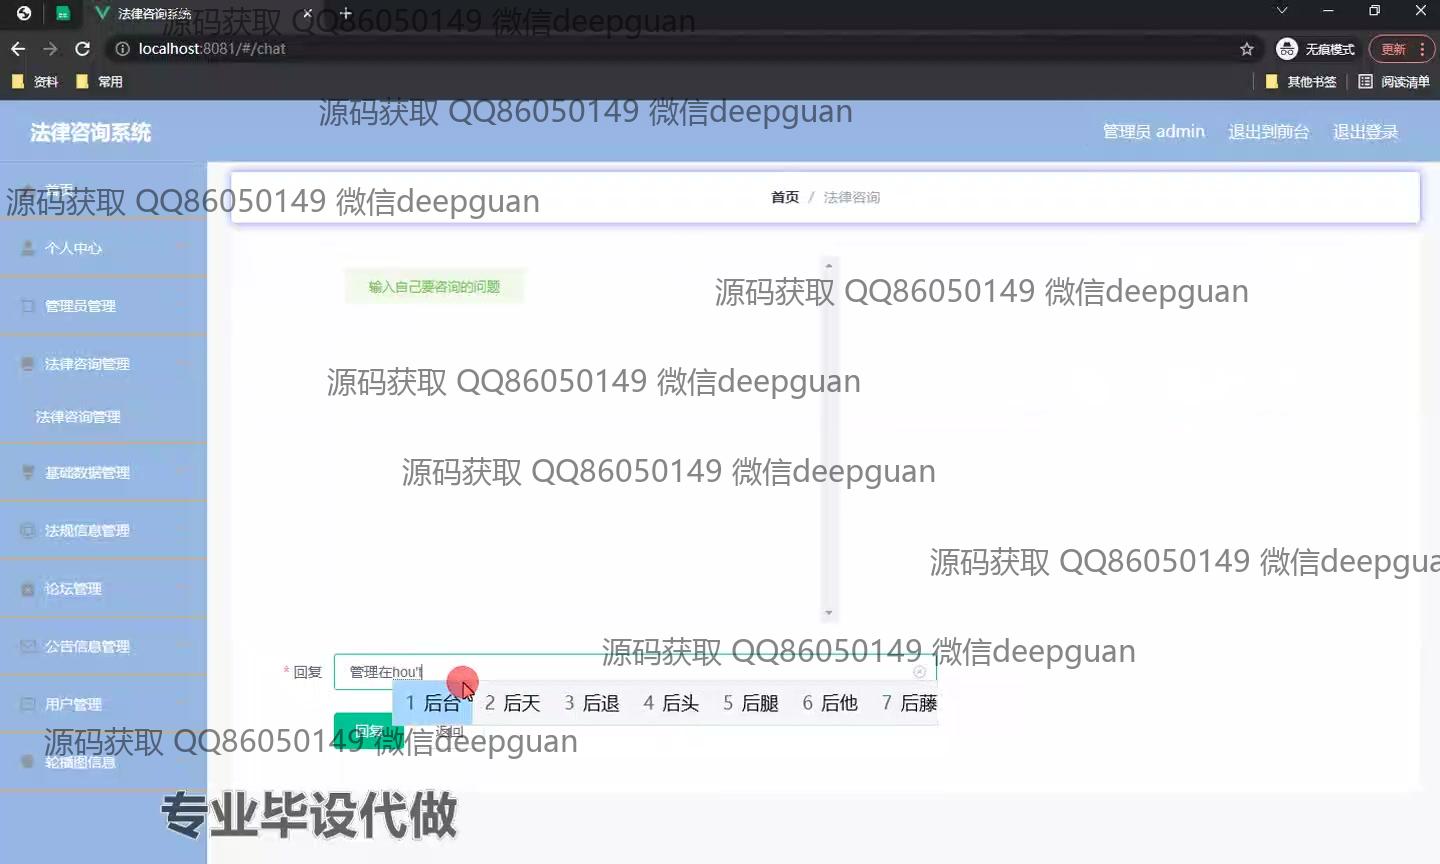 法律咨询系统
源码获取 QQ86050149 微信deepguan
localhost:8081/#/chat
无痕模式
更新
资料
常用
其他书签
阅读清单
源码获取 QQ86050149 微信deepguan
法律咨询系统
管理员 admin
退出到前台
退出登录
首页
源码获取 QQ86050149 微信deepguan
首页 / 法律咨询
个人中心
输入自己要咨询的问题
源码获取 QQ86050149 微信deepguan
管理员管理
法律咨询管理
源码获取 QQ86050149 微信deepguan
法律咨询管理
基础数据管理
源码获取 QQ86050149 微信deepguan
法规信息管理
源码获取 QQ86050149 微信deepgua
论坛管理
公告信息管理
源码获取 QQ86050149 微信deepguan
* 回复
管理在hou't
1 后台 2 后天 3 后退 4 后头 5 后腿 6 后他 7 后藤
用户管理
回复
返回
源码获取 QQ86050149 微信deepguan
轮播图信息
专业毕设代做